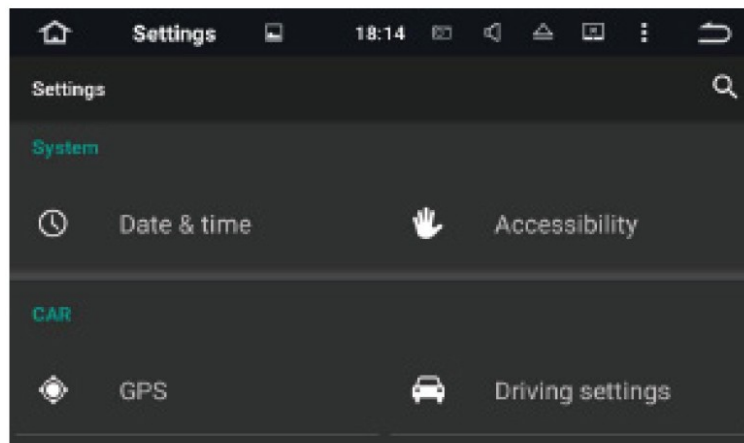 Settings 18:14
Settings
System
Date & time Accessibility
CAR
GPS Driving settings